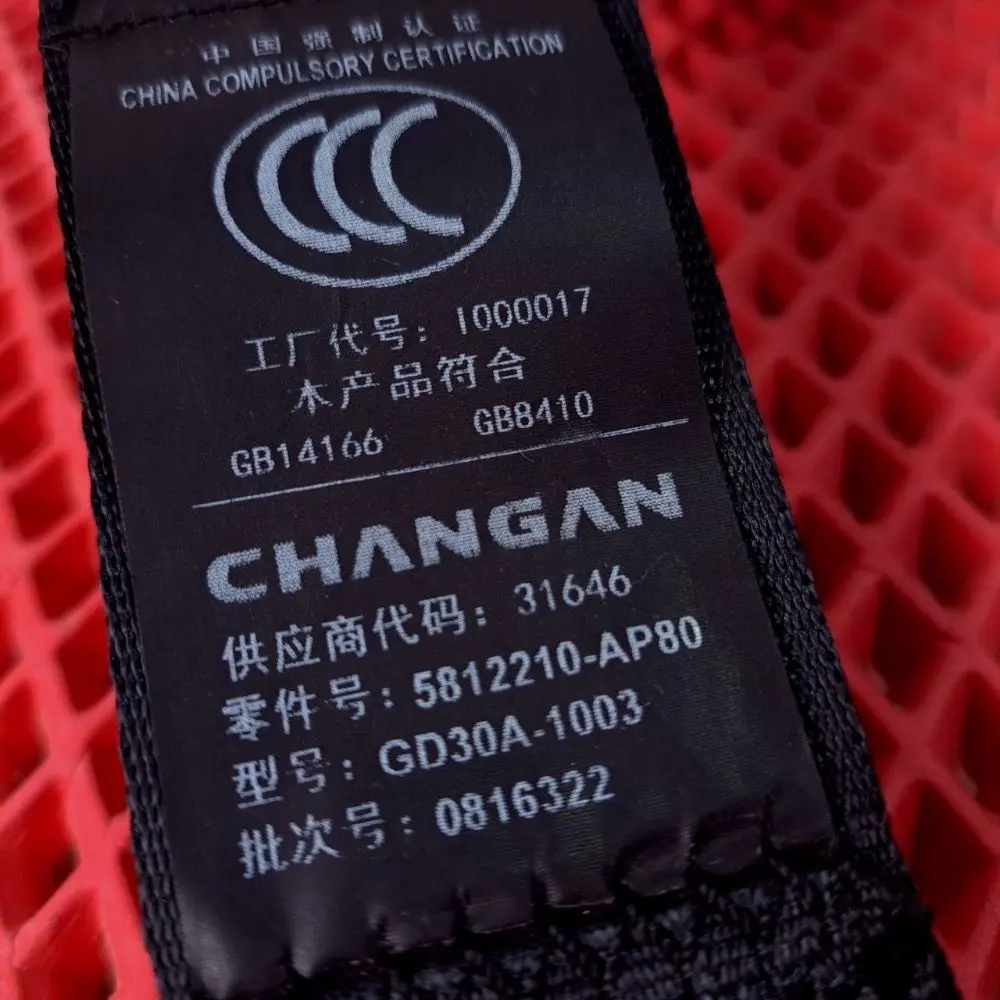 中国强制认证
CHINA COMPULSORY CERTIFICATION
CCC
工厂代号: I000017
本产品符合
GB14166 GB8410
CHANGAN
供应商代码: 31646
零件号: 5812210-AP80
型号: GD30A-1003
批次号: 0816322